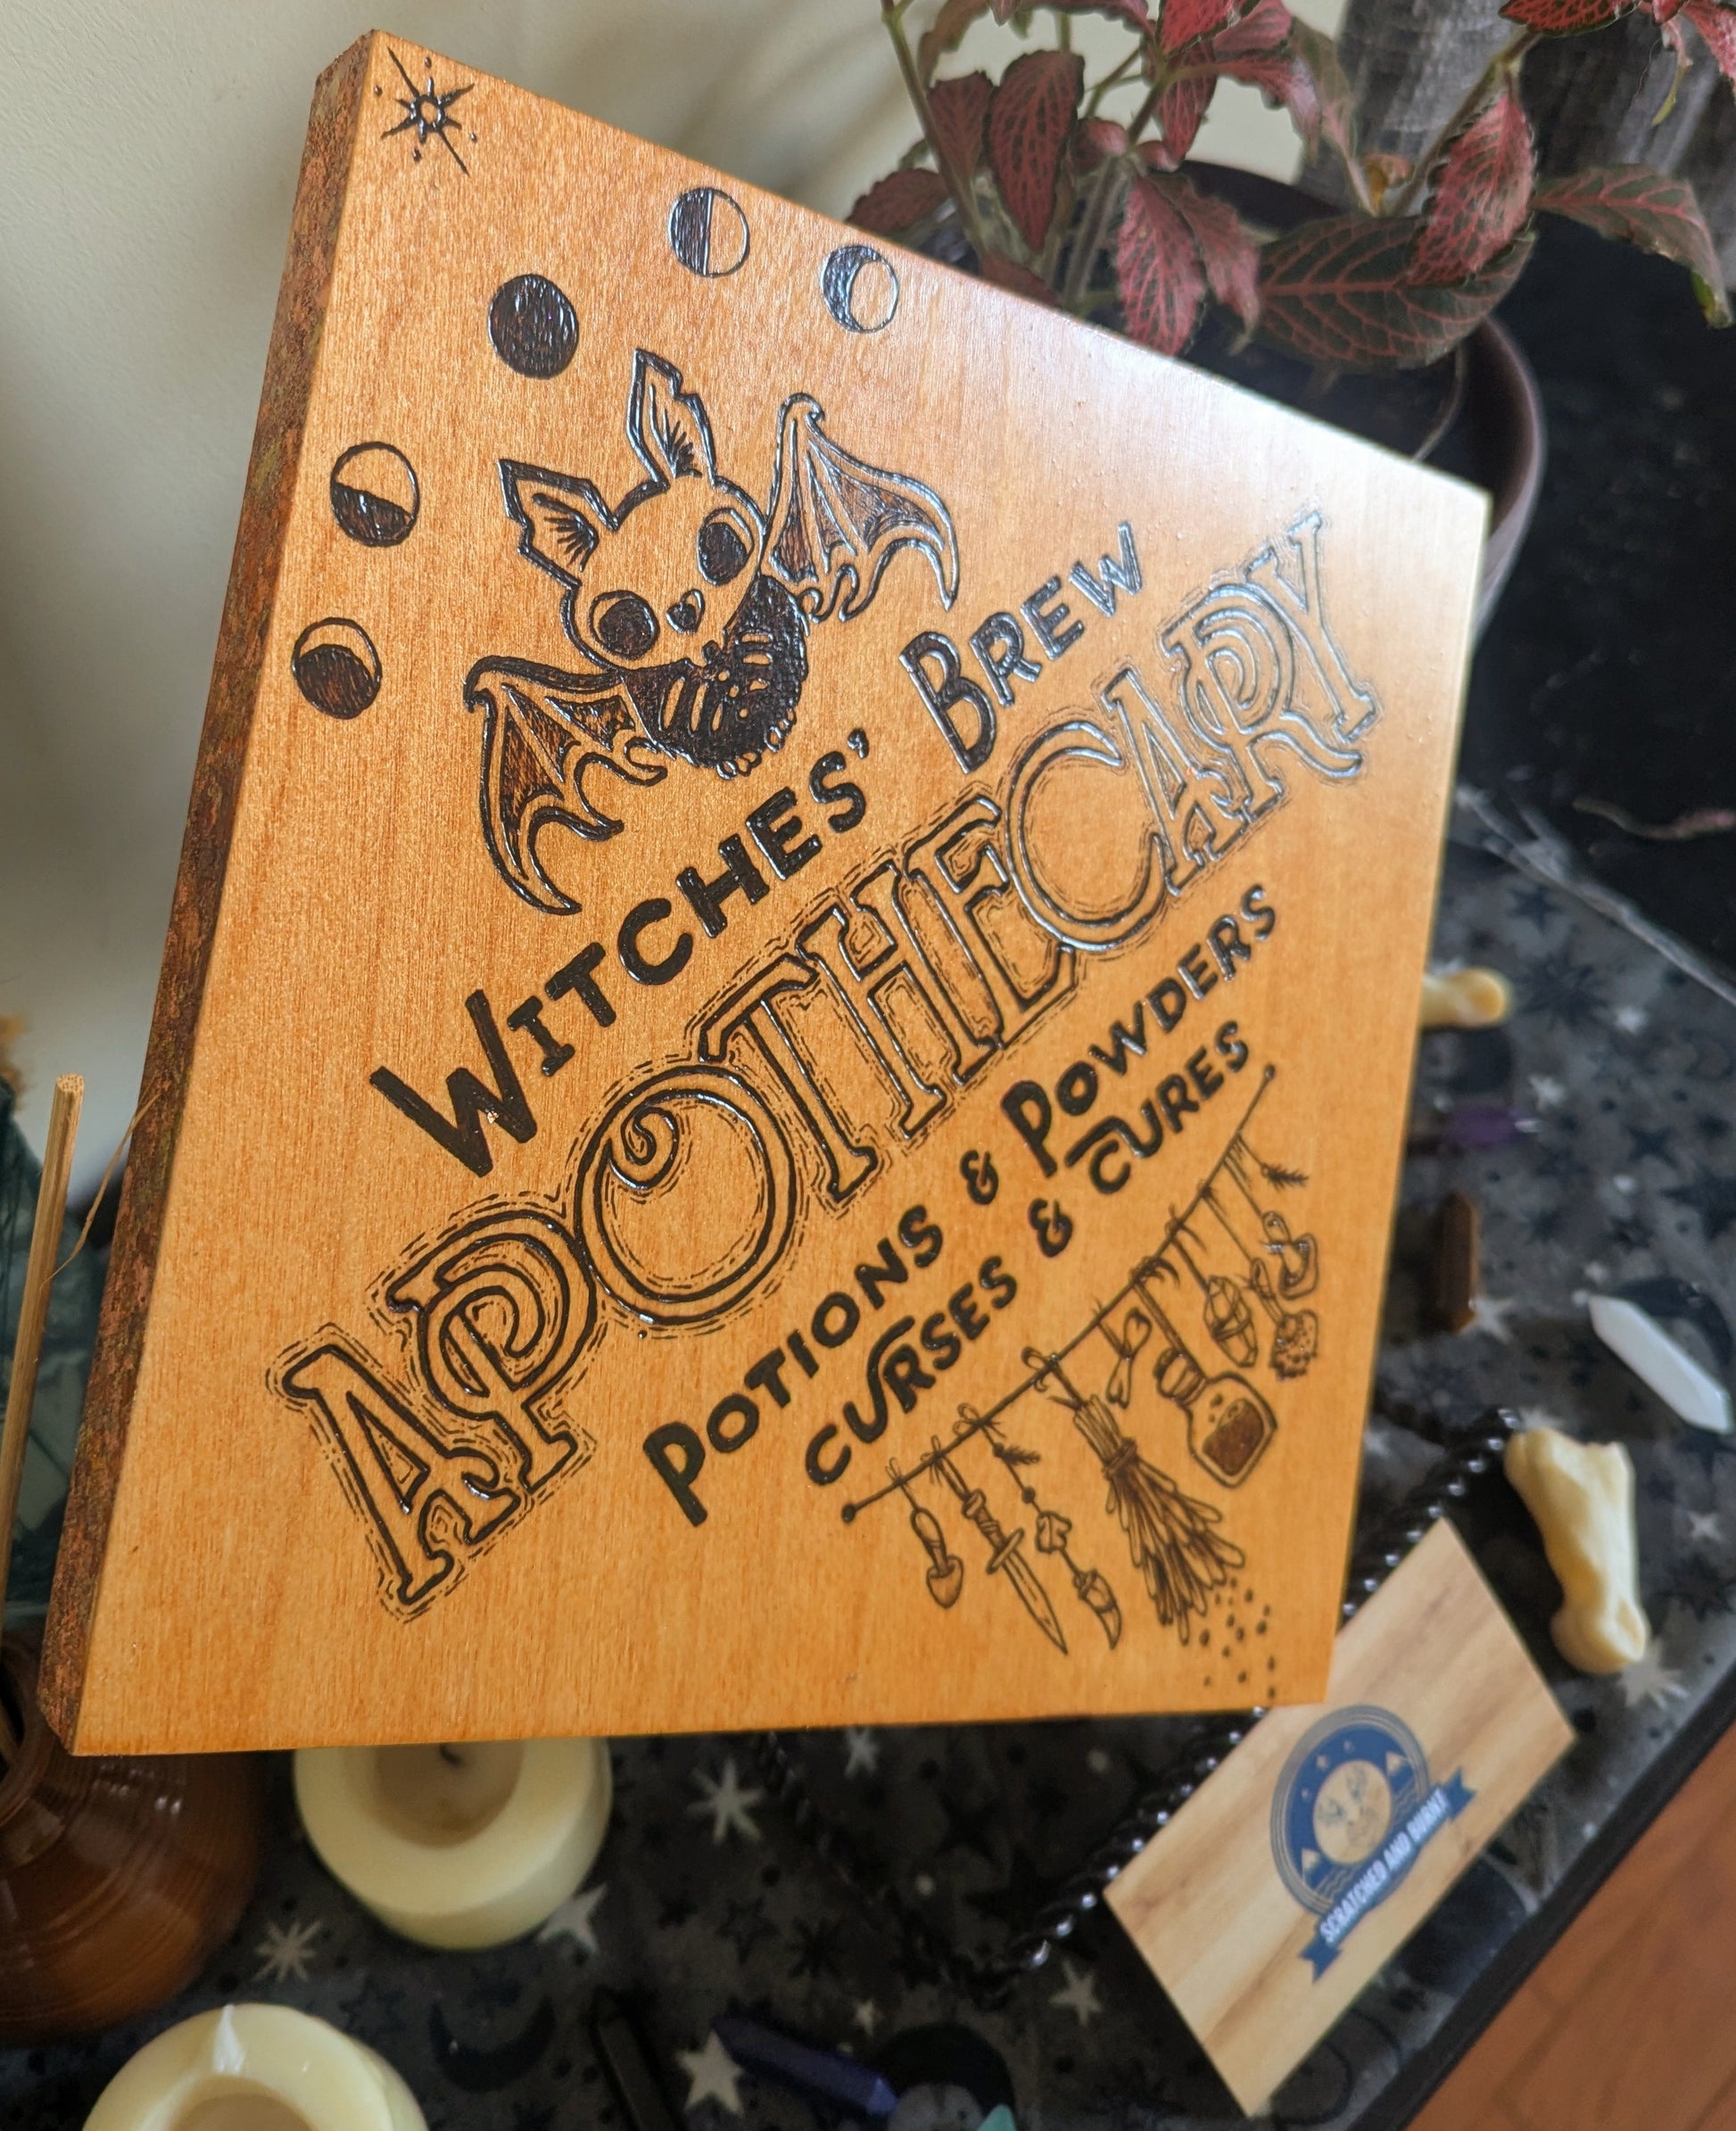 WITCHES' BREW
APOTHECARY
POTIONS & POWDERS
CURSES & CURES
SCRATCHED AND BURNT